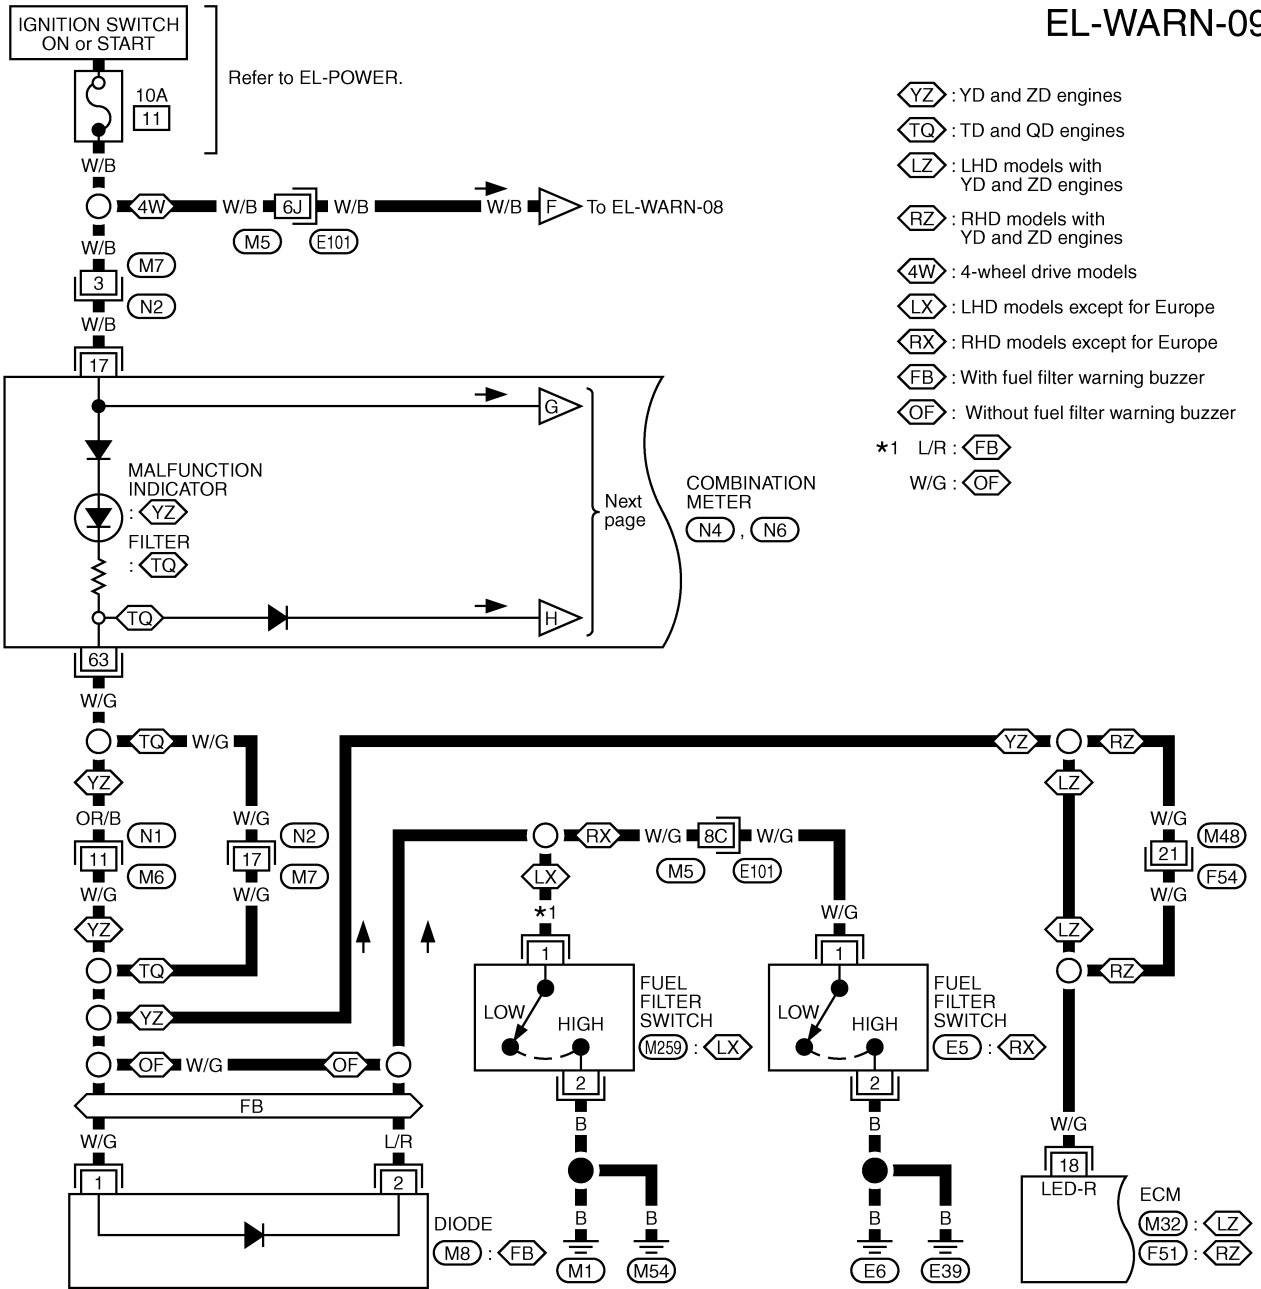 EL-WARN-09
IGNITION SWITCH
ON or START
10A
11
Refer to EL-POWER.
YZ : YD and ZD engines
TQ : TD and QD engines
LZ : LHD models with
YD and ZD engines
RZ : RHD models with
YD and ZD engines
4W : 4-wheel drive models
LX : LHD models except for Europe
RX : RHD models except for Europe
FB : With fuel filter warning buzzer
OF : Without fuel filter warning buzzer
*1 L/R : FB
W/G : OF
W/B
4W W/B 6J W/B W/B F To EL-WARN-08
M5 E101
W/B
M7
3
N2
W/B
17
G
MALFUNCTION
INDICATOR
: YZ
FILTER
: TQ
Next
page
COMBINATION
METER
N4 , N6
TQ H
63
W/G
TQ W/G YZ RZ
YZ LZ
OR/B N1 W/G N2 W/G M48
11 17 21
M6 M7 F54
W/G W/G W/G
RX W/G 8C W/G
M5 E101
LX
*1 W/G
YZ LZ
1 1
TQ RZ
LOW HIGH
FUEL
FILTER
SWITCH
M259 : LX
LOW HIGH
FUEL
FILTER
SWITCH
E5 : RX
YZ
OF W/G OF
2 2
FB
B B
W/G L/R W/G
1 2 18
LED-R
ECM
M32 : LZ
F51 : RZ
DIODE
M8 : FB
B B B B
M1 M54 E6 E39